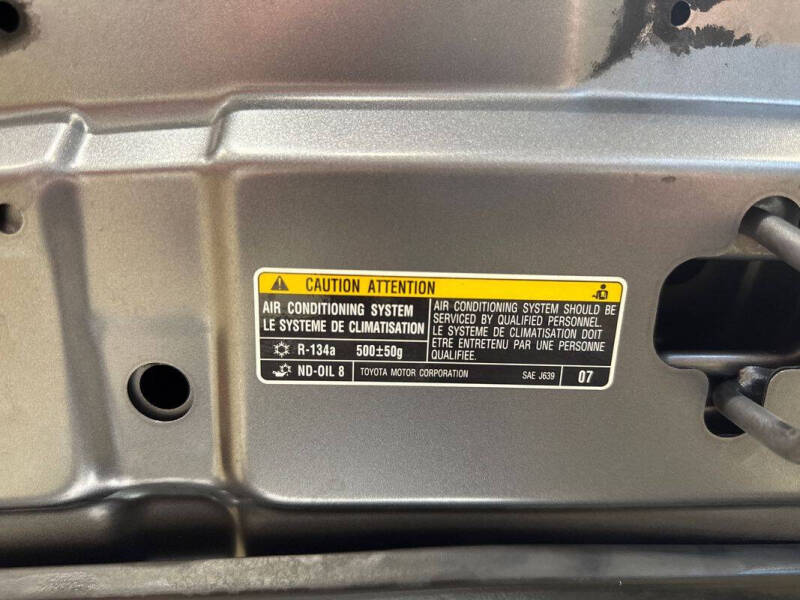 CAUTION ATTENTION
AIR CONDITIONING SYSTEM
LE SYSTEME DE CLIMATISATION
R-134a 500±50g
AIR CONDITIONING SYSTEM SHOULD BE
SERVICED BY QUALIFIED PERSONNEL.
LE SYSTEME DE CLIMATISATION DOIT
ETRE ENTRETENU PAR UNE PERSONNE
QUALIFIEE.
ND-OIL 8 TOYOTA MOTOR CORPORATION SAE J639 07